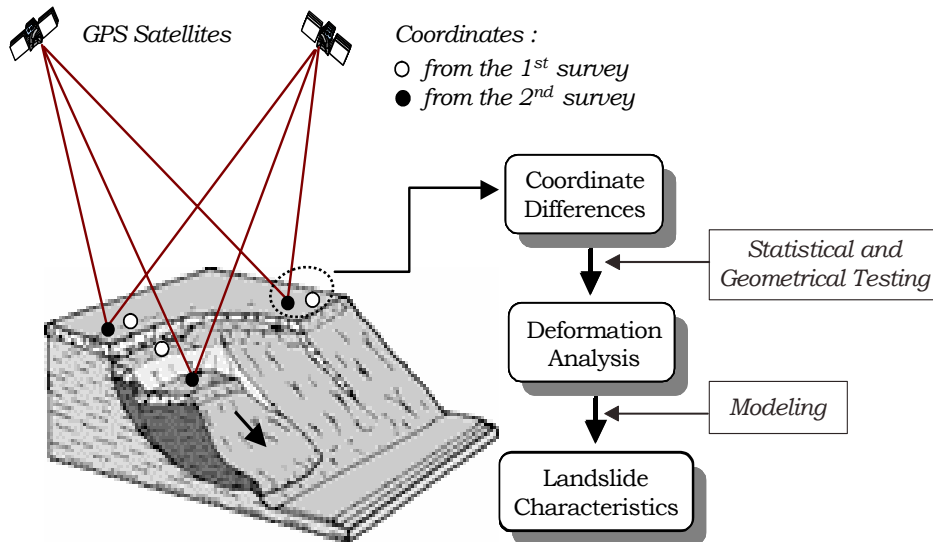 GPS Satellites
Coordinates :
from the 1st survey
from the 2nd survey
Coordinate
Differences
Statistical and
Geometrical Testing
Deformation
Analysis
Modeling
Landslide
Characteristics